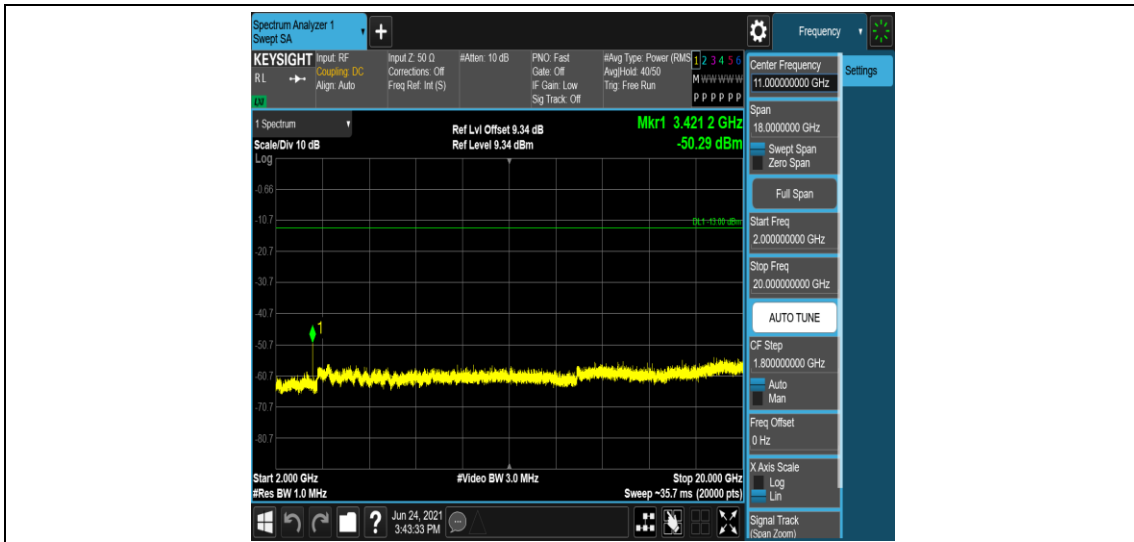 Spectrum Analyzer 1
Swept SA
Frequency
KEYSIGHT
RL
LXI
Input: RF
Coupling: DC
Align: Auto
Input Z: 50 Ω
Corrections: Off
Freq Ref: Int (S)
#Atten: 10 dB
PNO: Fast
Gate: Off
IF Gain: Low
Sig Track: Off
#Avg Type: Power (RMS
Avg|Hold: 40/50
Trig: Free Run
1 2 3 4 5 6
M W W W W W
P P P P P P
Center Frequency
11.000000000 GHz
Settings
1 Spectrum
Scale/Div 10 dB
Ref Lvl Offset 9.34 dB
Ref Level 9.34 dBm
Mkr1 3.421 2 GHz
-50.29 dBm
Log
-0.66
-10.7
-20.7
-30.7
-40.7
-50.7
-60.7
-70.7
-80.7
DL1 -13.00 dBm
1
Start 2.000 GHz
#Res BW 1.0 MHz
#Video BW 3.0 MHz
Stop 20.000 GHz
Sweep ~35.7 ms (20000 pts)
Span
18.0000000 GHz
Swept Span
Zero Span
Full Span
Start Freq
2.000000000 GHz
Stop Freq
20.000000000 GHz
AUTO TUNE
CF Step
1.800000000 GHz
Auto
Man
Freq Offset
0 Hz
X Axis Scale
Log
Lin
Signal Track
(Span Zoom)
Jun 24, 2021
3:43:33 PM